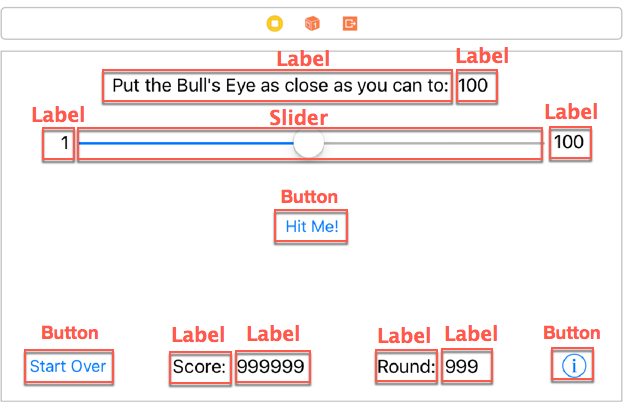 Label Label
Put the Bull's Eye as close as you can to: 100
Label Slider Label
1 100
Button
Hit Me!
Button Label Label Label Label Button
Start Over Score: 999999 Round: 999 i